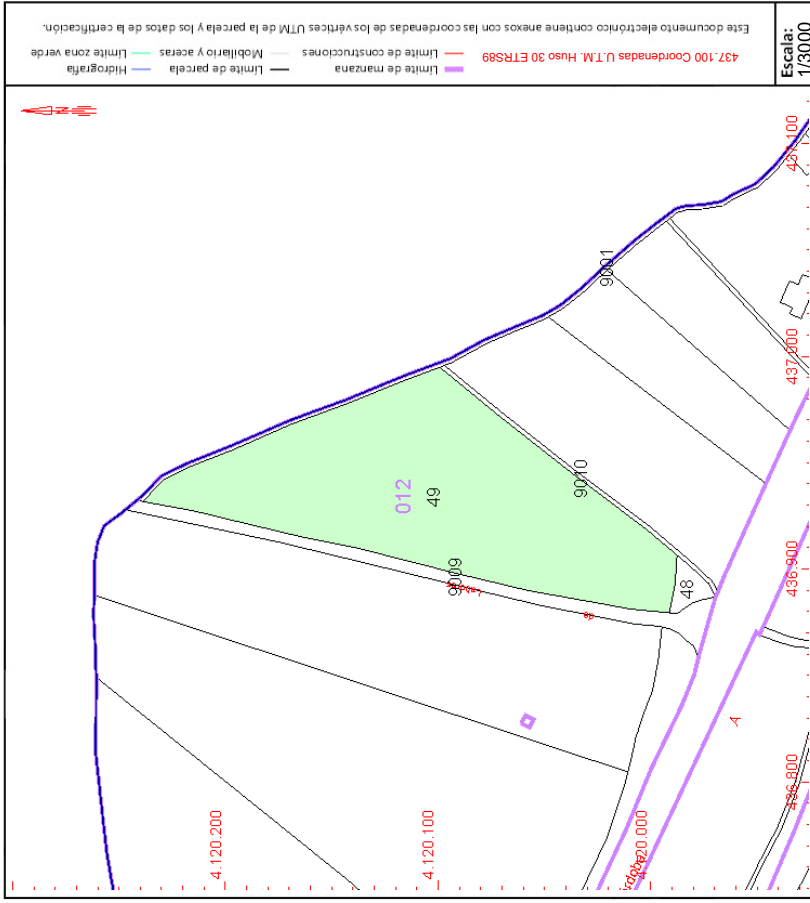 Este documento electrónico contiene anexos con las coordenadas de los vértices UTM de la parcela y los datos de la certificación.
437.100 Coordenadas U.T.M. Huso 30 ETRS89
Límite de manzana
Límite de construcciones
Límite de parcela
Mobiliario y aceras
Hidrografía
Límite zona verde
Escala:
1/3000
437.100
9001
437.000
012
49
9010
9009
48
436.900
de
436.800
4.120.200
4.120.100
4.120.000